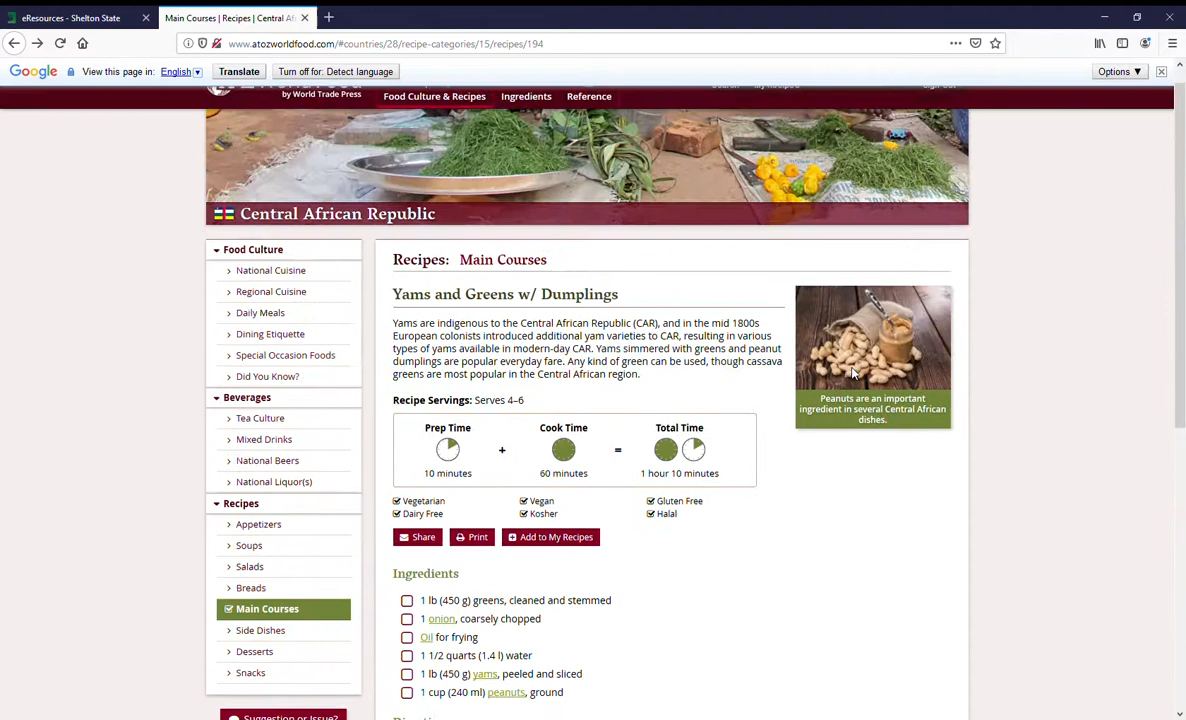 eResources - Shelton State
Main Courses | Recipes | Central Af
www.atozworldfood.com/#countries/28/recipe-categories/15/recipes/194
Google View this page in: English Translate Turn off for: Detect language Options ▼
by World Trade Press
Food Culture & Recipes Ingredients Reference
Central African Republic
Food Culture
National Cuisine
Regional Cuisine
Daily Meals
Dining Etiquette
Special Occasion Foods
Did You Know?
Beverages
Tea Culture
Mixed Drinks
National Beers
National Liquor(s)
Recipes
Appetizers
Soups
Salads
Breads
Main Courses
Side Dishes
Desserts
Snacks
Suggestion or Issue?
Recipes: Main Courses
Yams and Greens w/ Dumplings
Yams are indigenous to the Central African Republic (CAR), and in the mid 1800s
European colonists introduced additional yam varieties to CAR, resulting in various
types of yams available in modern-day CAR. Yams simmered with greens and peanut
dumplings are popular everyday fare. Any kind of green can be used, though cassava
greens are most popular in the Central African region.
Peanuts are an important
ingredient in several Central African
dishes.
Recipe Servings: Serves 4–6
Prep Time + Cook Time = Total Time
10 minutes 60 minutes 1 hour 10 minutes
Vegetarian Vegan Gluten Free
Dairy Free Kosher Halal
Share Print Add to My Recipes
Ingredients
1 lb (450 g) greens, cleaned and stemmed
1 onion, coarsely chopped
Oil for frying
1 1/2 quarts (1.4 l) water
1 lb (450 g) yams, peeled and sliced
1 cup (240 ml) peanuts, ground